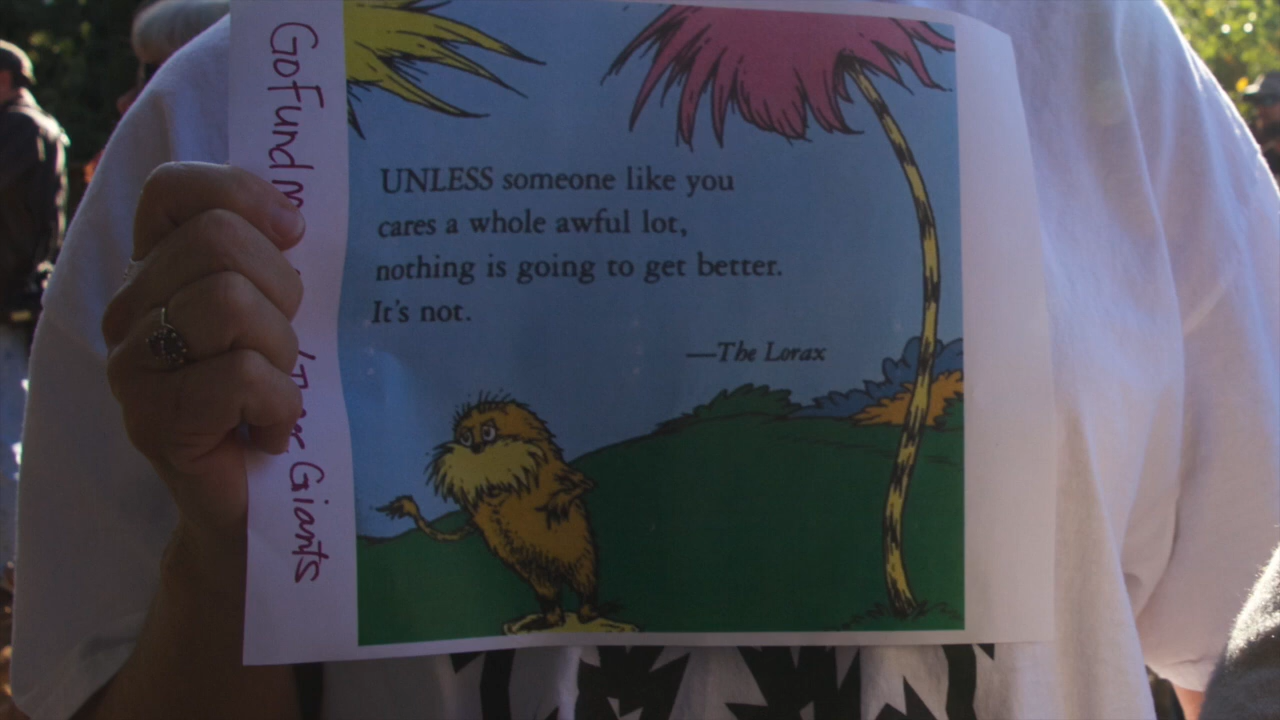 UNLESS someone like you
cares a whole awful lot,
nothing is going to get better.
It's not.
—The Lorax
GoFundM
Giants